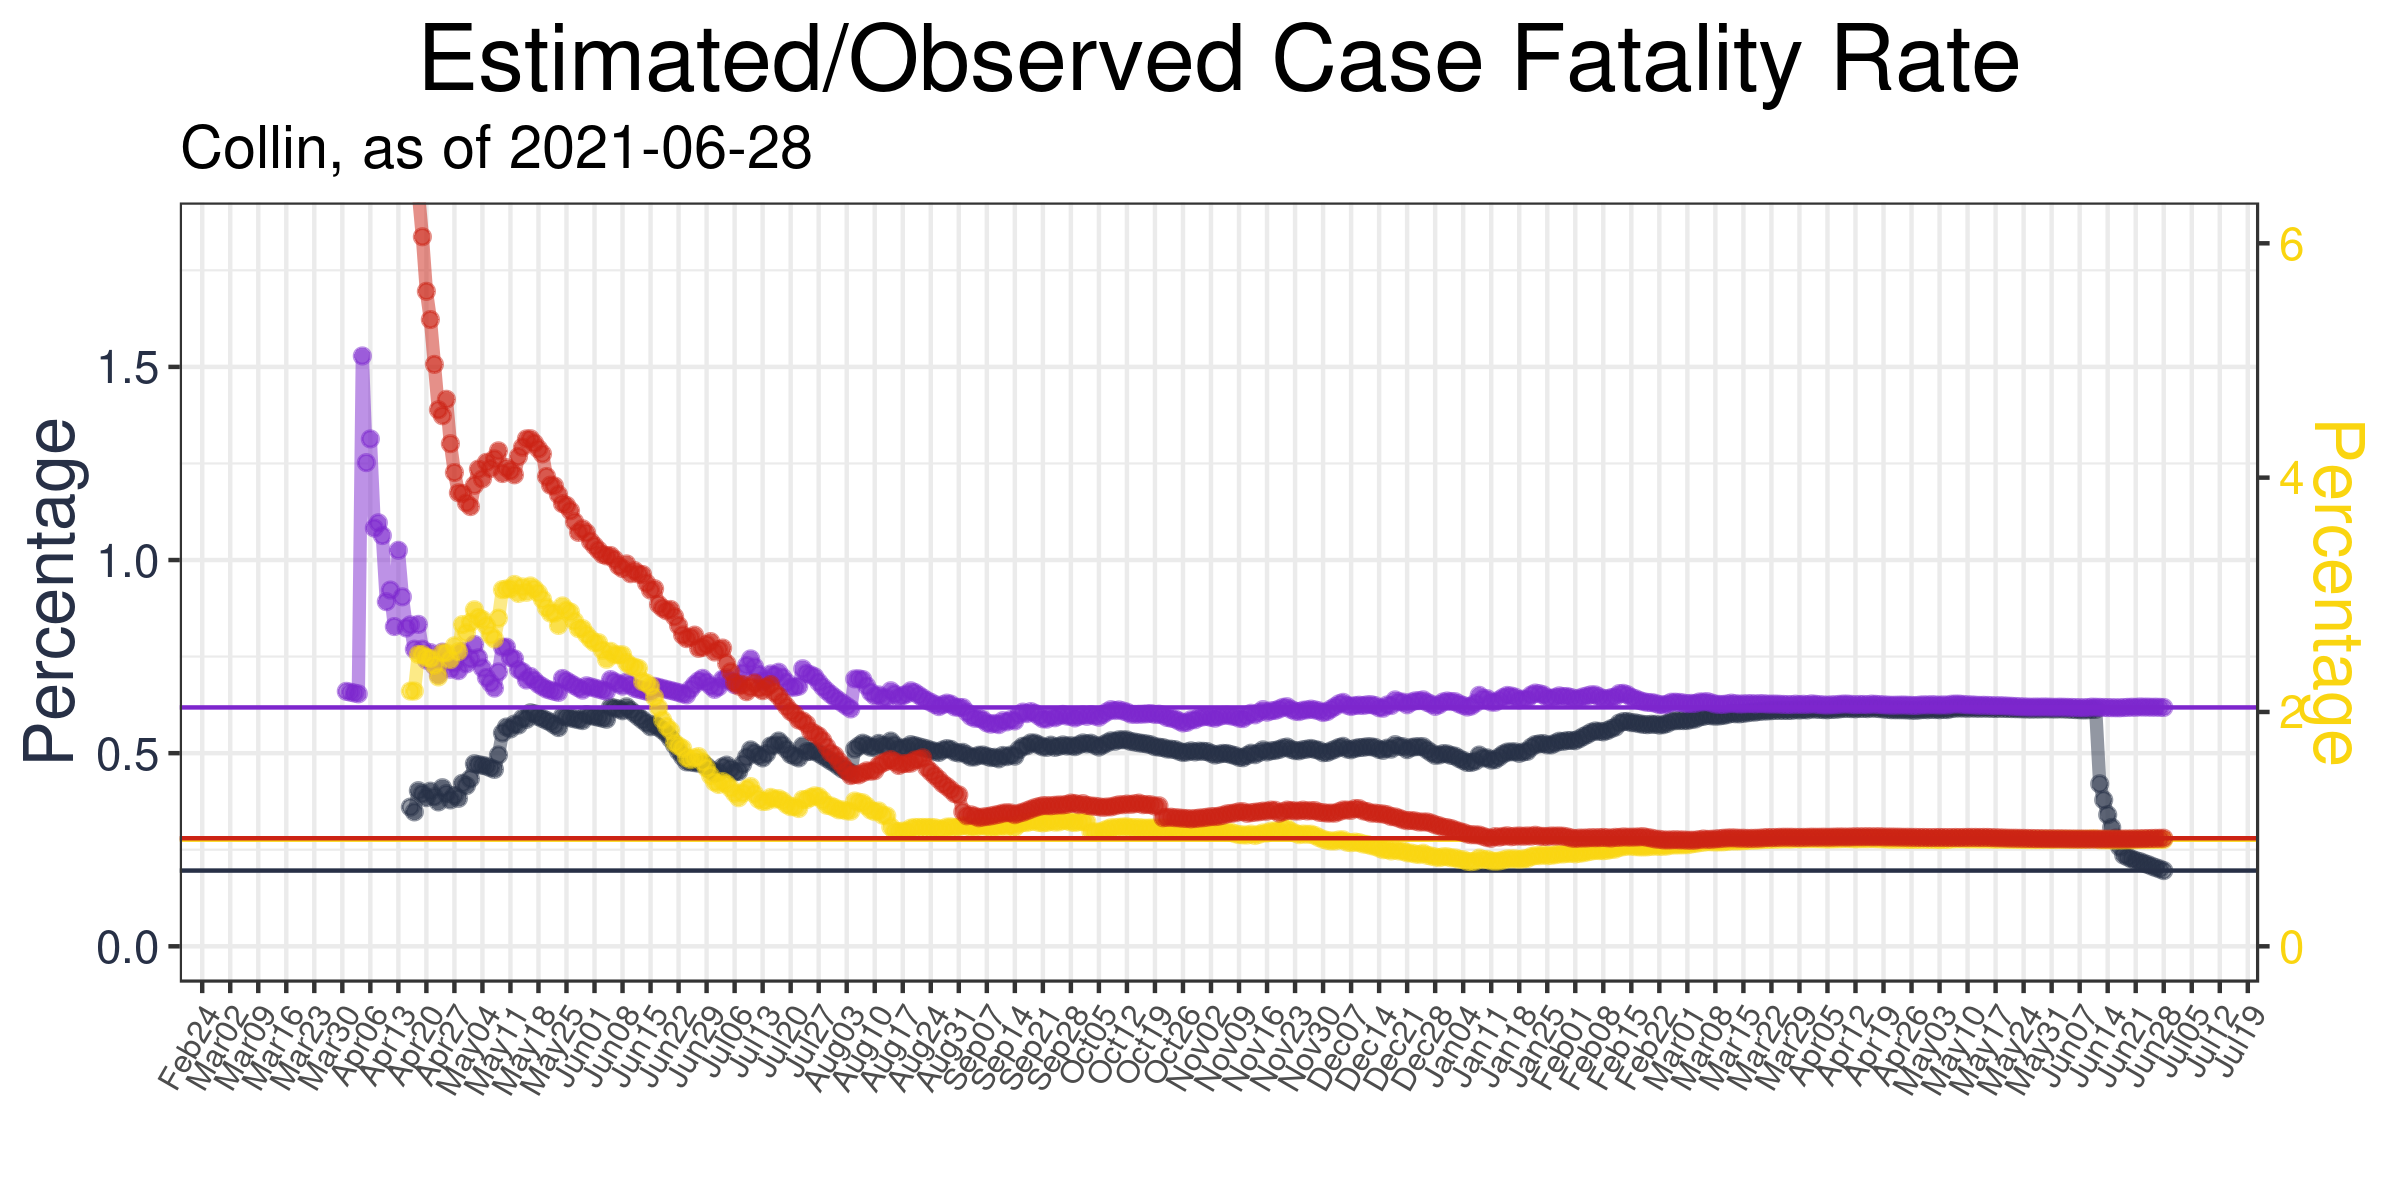 Estimated/Observed Case Fatality Rate
Collin, as of 2021-06-28
Percentage
1.5
1.0
0.5
0.0
6
4
2
0
Percentage
Feb24
Mar02
Mar09
Mar16
Mar23
Mar30
Apr06
Apr13
Apr20
Apr27
May04
May11
May18
May25
Jun01
Jun08
Jun15
Jun22
Jun29
Jul06
Jul13
Jul20
Jul27
Aug03
Aug10
Aug17
Aug24
Aug31
Sep07
Sep14
Sep21
Sep28
Oct05
Oct12
Oct19
Oct26
Nov02
Nov09
Nov16
Nov23
Nov30
Dec07
Dec14
Dec21
Dec28
Jan04
Jan11
Jan18
Jan25
Feb01
Feb08
Feb15
Feb22
Mar01
Mar08
Mar15
Mar22
Mar29
Apr05
Apr12
Apr19
Apr26
May03
May10
May17
May24
May31
Jun07
Jun14
Jun21
Jun28
Jul05
Jul12
Jul19